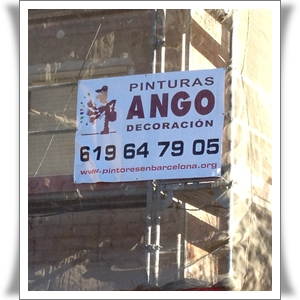 PINTURAS
ANGO
DECORACIÓN
619 64 79 05
www.pintoresenbarcelona.org